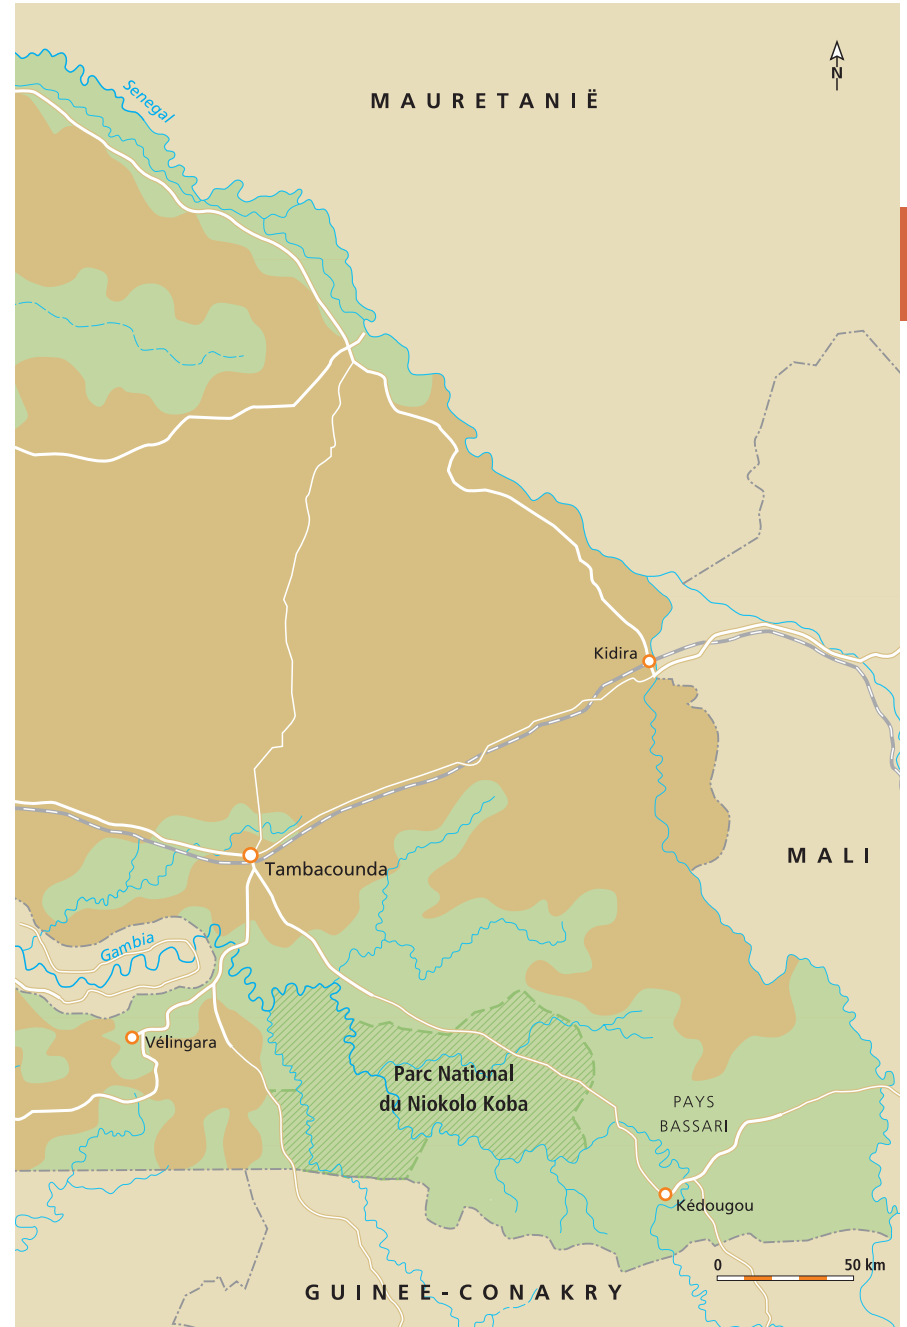 Senegal
MAURETANIË
N
Kidira
MALI
Tambacounda
Gambia
Vélingara
Parc National
du Niokolo Koba
PAYS
BASSARI
Kédougou
0 50 km
GUINEE-CONAKRY